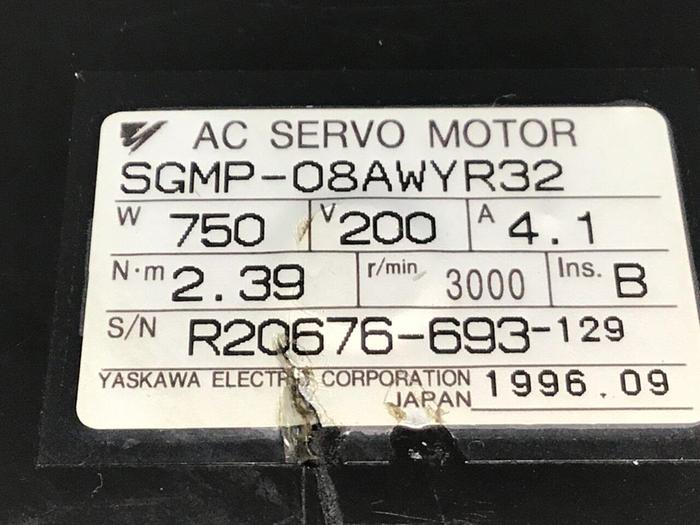 AC SERVO MOTOR
SGMP-08AWYR32
W 750 V 200 A 4.1
N·m 2.39 r/min 3000 Ins. B
S/N R20676-693-129
YASKAWA ELECTRIC CORPORATION 1996.09
JAPAN